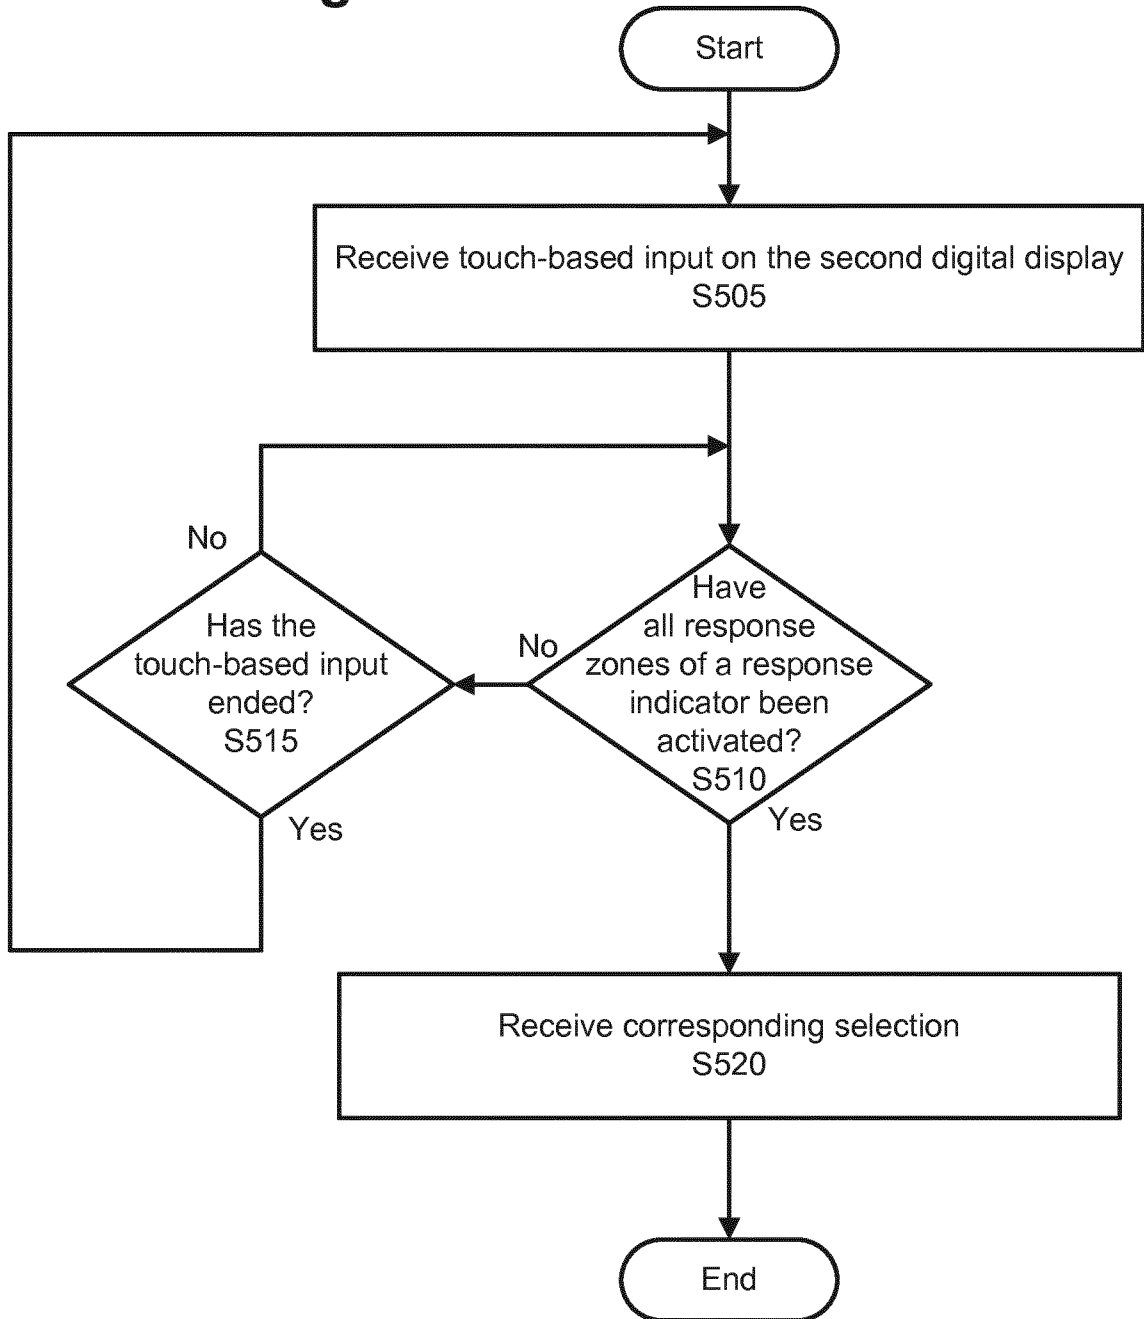 Start
Receive touch-based input on the second digital display
S505
No
Has the
touch-based input
ended?
S515
Yes
No
Have
all response
zones of a response
indicator been
activated?
S510
Yes
Receive corresponding selection
S520
End